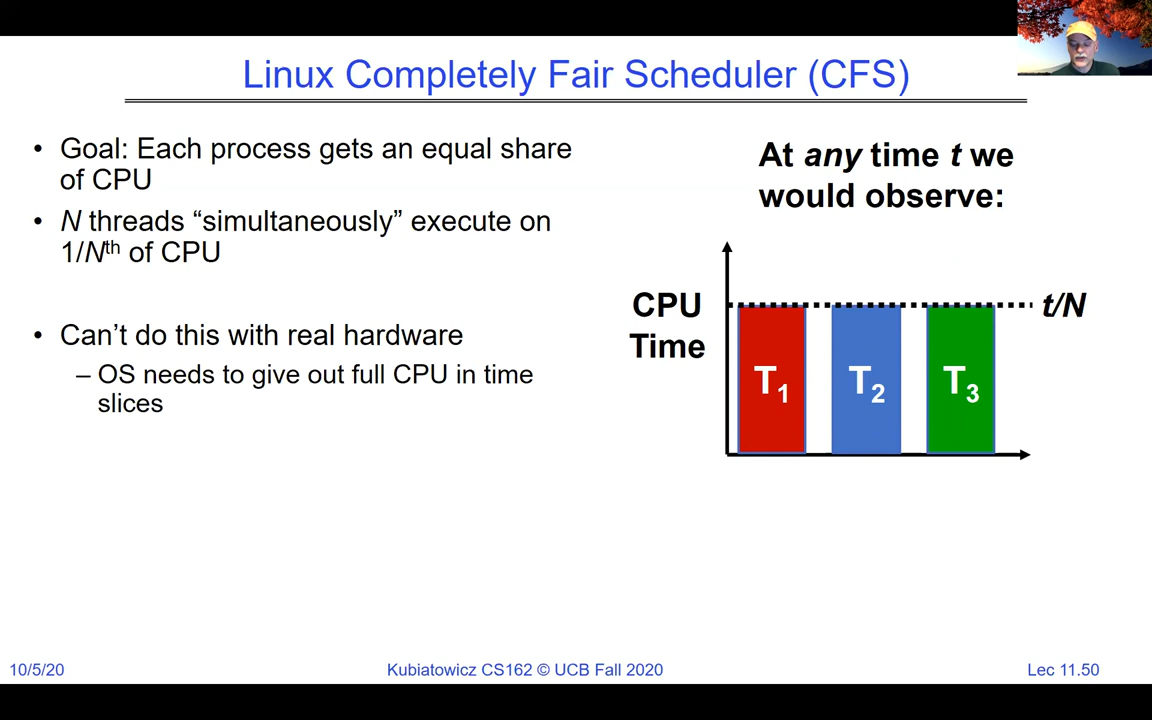 Linux Completely Fair Scheduler (CFS)
• Goal: Each process gets an equal share
of CPU
• N threads “simultaneously” execute on
1/Nth of CPU
• Can’t do this with real hardware
– OS needs to give out full CPU in time
slices
At any time t we
would observe:
CPU
Time
t/N
T1
T2
T3
10/5/20
Kubiatowicz CS162 © UCB Fall 2020
Lec 11.50